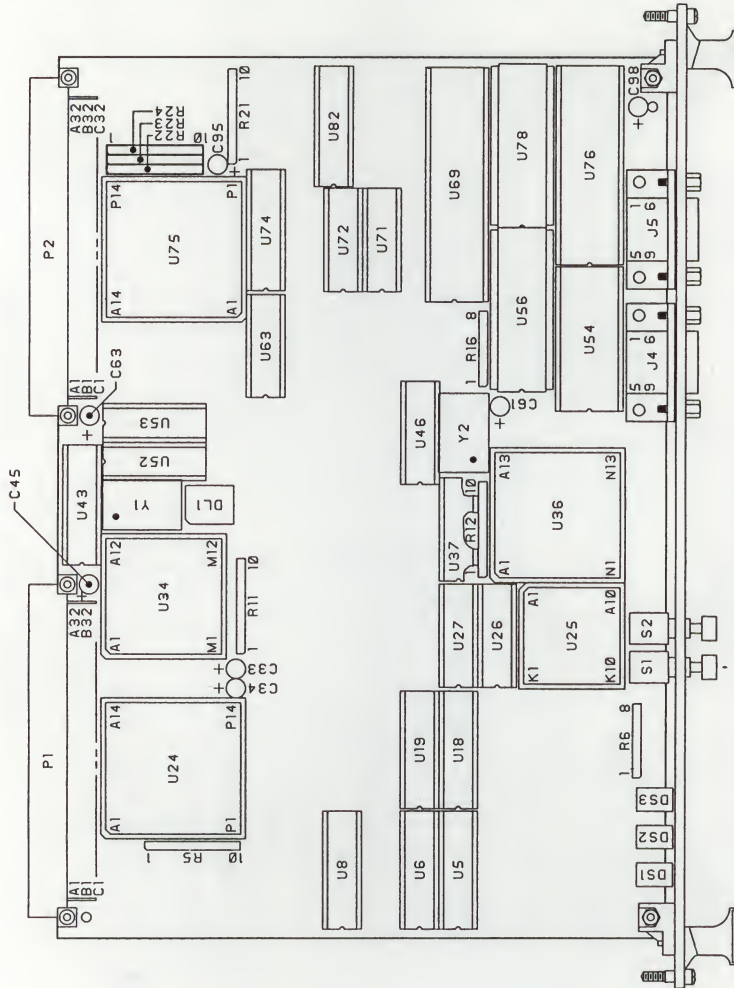 P2
A32
B32
C32
A1
B1
C1
C63
C45
P1
A32
B32
A1
B1
C1
1
R24
R23
R22
10
10
R21
1
C95
+
P14
U75
A14
P1
A1
U74
U63
U82
U72
U71
+
U43
U53
U52
Y1
DL1
+
A12
M12
U34
A1
M1
10
R11
1
+
C33
+
C34
A14
P14
U24
A1
P1
1
R5
10
U8
U69
U78
U76
+
C98
8
R16
1
U56
U54
1 6
J5
5 9
1 6
J4
5 9
U46
Y2
C61
+
U37
10
R12
1
A13
N13
U36
A1
N1
U27
U26
A1
A10
U25
K1
K10
S2
S1
U19
U18
U6
U5
8
R6
1
DS3
DS2
DS1